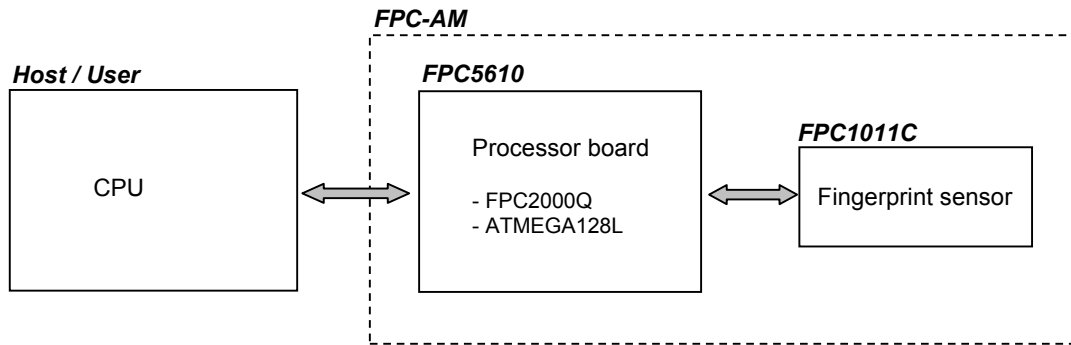 FPC-AM
Host / User
FPC5610
FPC1011C
Processor board
CPU
- FPC2000Q
- ATMEGA128L
Fingerprint sensor